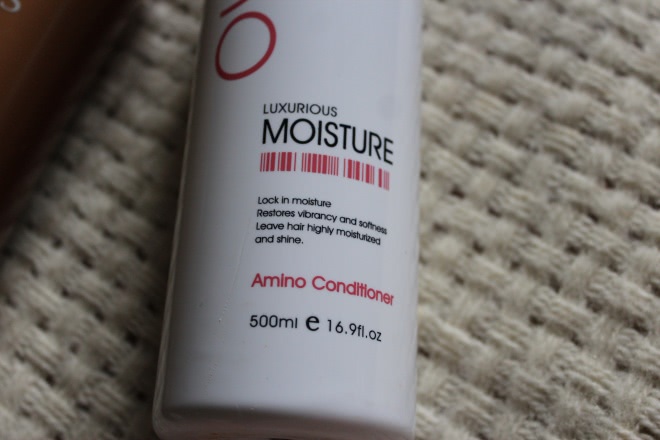 LUXURIOUS
MOISTURE
Lock in moisture
Restores vibrancy and softness
Leave hair highly moisturized
and shine.
Amino Conditioner
500ml e 16.9fl.oz